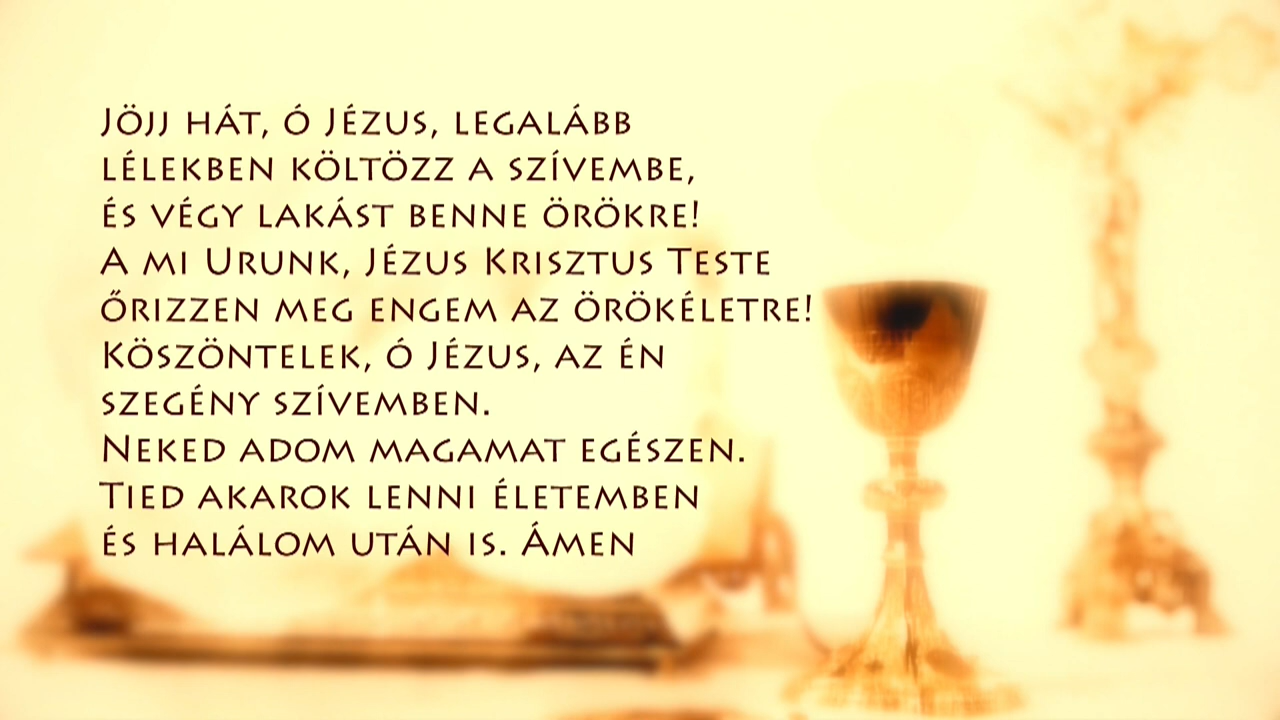 Jöjj hát, ó Jézus, legalább
lélekben költözz a szívembe,
és végy lakást benne örökre!
A mi Urunk, Jézus Krisztus Teste
őrizzen meg engem az örökéletre!
Köszöntelek, ó Jézus, az én
szegény szívemben.
Neked adom magamat egészen.
Tied akarok lenni életemben
és halálom után is. Ámen